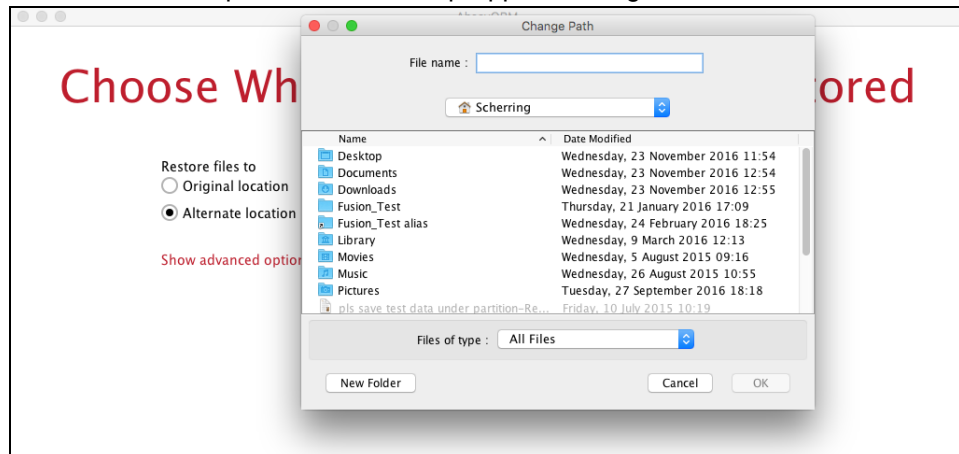 Change Path
Choose Wh
ored
File name :
Scherring
Name Date Modified
Desktop Wednesday, 23 November 2016 11:54
Documents Wednesday, 23 November 2016 12:54
Downloads Wednesday, 23 November 2016 12:55
Fusion_Test Thursday, 21 January 2016 17:09
Fusion_Test alias Wednesday, 24 February 2016 18:25
Library Wednesday, 9 March 2016 12:13
Movies Wednesday, 5 August 2015 09:16
Music Wednesday, 26 August 2015 10:55
Pictures Tuesday, 27 September 2016 18:18
pls save test data under partition-Re... Friday, 10 July 2015 10:19
Restore files to
Original location
Alternate location
Show advanced option
Files of type : All Files
New Folder Cancel OK